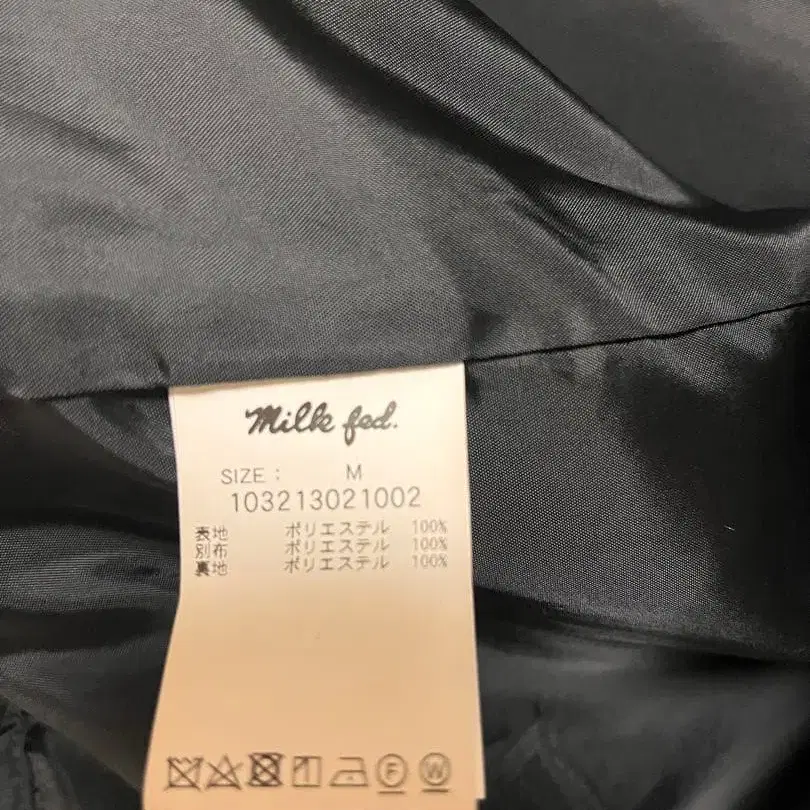 Milk fed.
SIZE : M
103213021002
表地 ポリエステル 100%
別布 ポリエステル 100%
裏地 ポリエステル 100%
F W